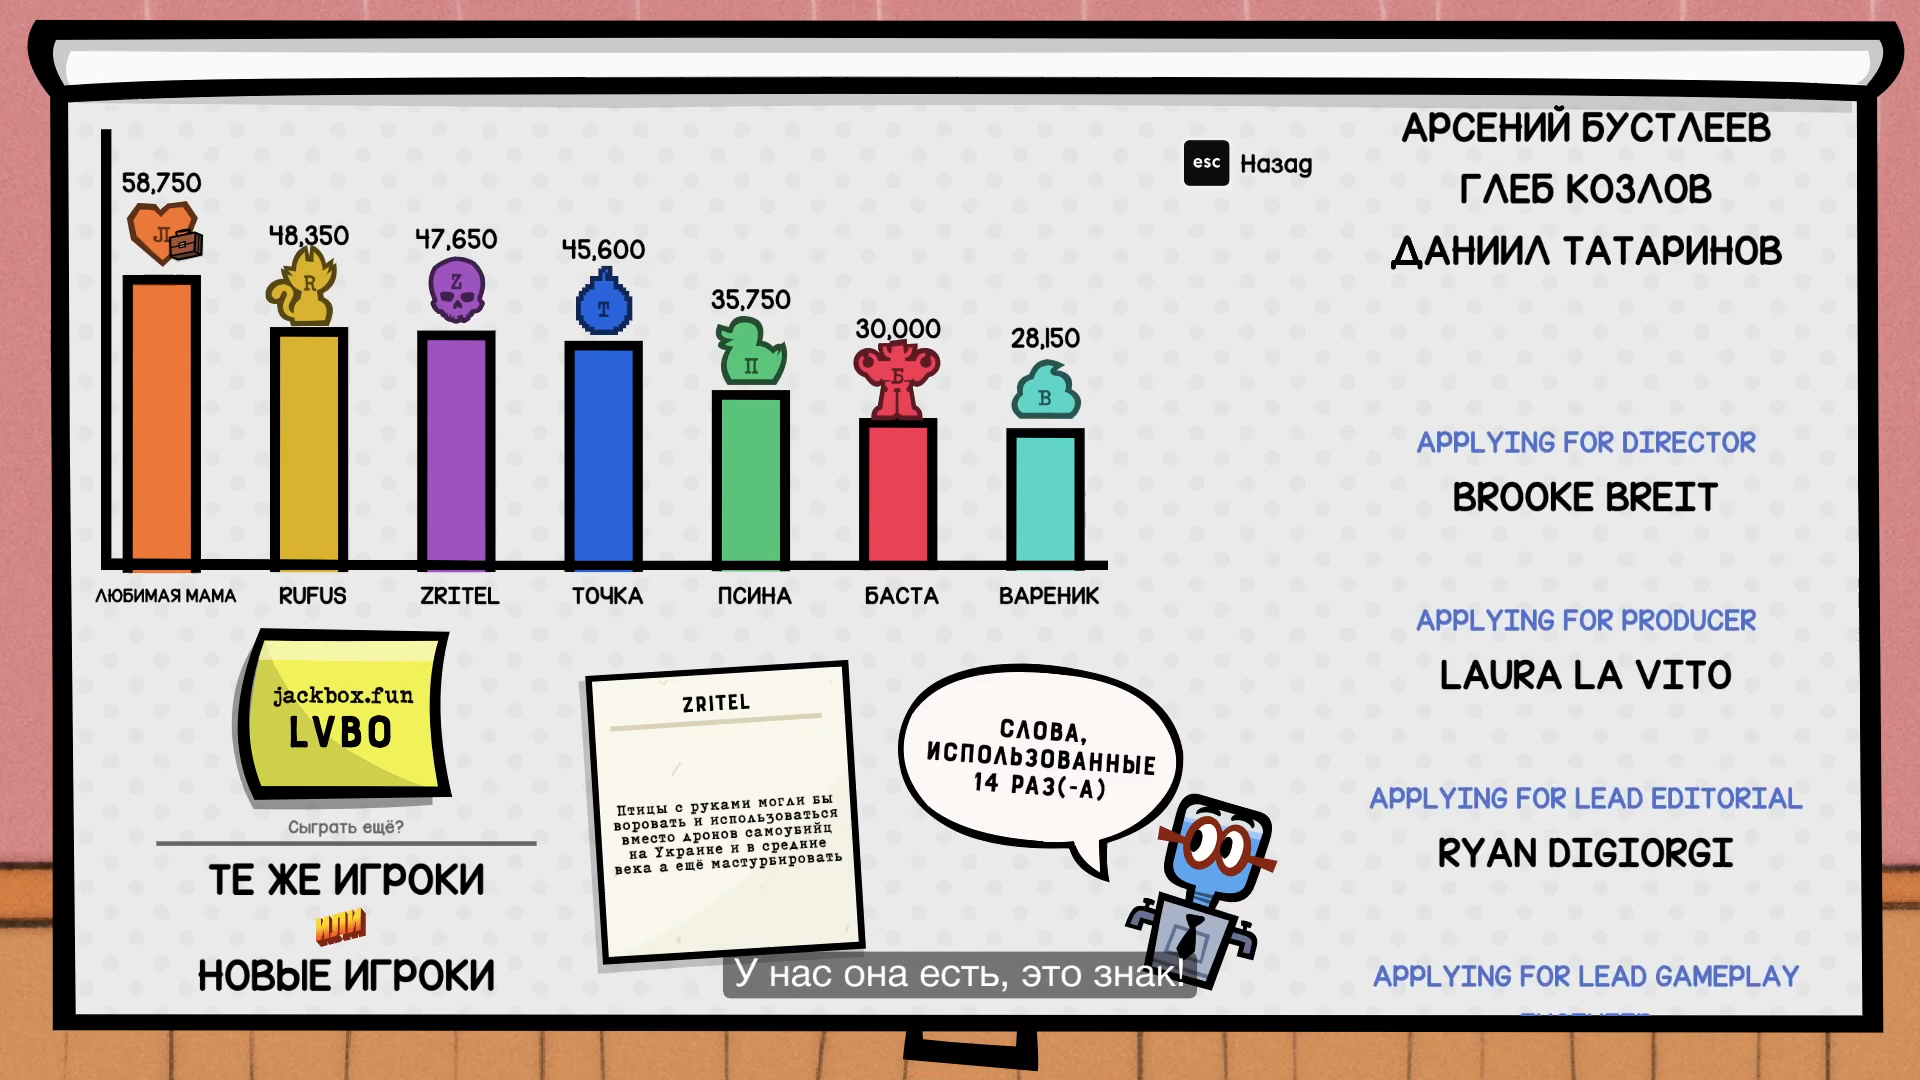 58,750
48,350
47,650
45,600
35,750
30,000
28,150
Л
R
Z
Т
П
Б
В
ЛЮБИМАЯ МАМА
RUFUS
ZRITEL
ТОЧКА
ПСИНА
БАСТА
ВАРЕНИК
esc Назад
jackbox.fun
LVBO
Сыграть ещё?
ТЕ ЖЕ ИГРОКИ
ИЛИ
НОВЫЕ ИГРОКИ
ZRITEL
Птицы с руками могли бы
воровать и использоваться
вместо дронов самоубийц
на Украине и в средние
века а ещё мастурбировать
СЛОВА,
ИСПОЛЬЗОВАННЫЕ
14 РАЗ(-А)
У нас она есть, это знак!
АРСЕНИЙ БУСТЛЕЕВ
ГЛЕБ КОЗЛОВ
ДАНИИЛ ТАТАРИНОВ
APPLYING FOR DIRECTOR
BROOKE BREIT
APPLYING FOR PRODUCER
LAURA LA VITO
APPLYING FOR LEAD EDITORIAL
RYAN DIGIORGI
APPLYING FOR LEAD GAMEPLAY